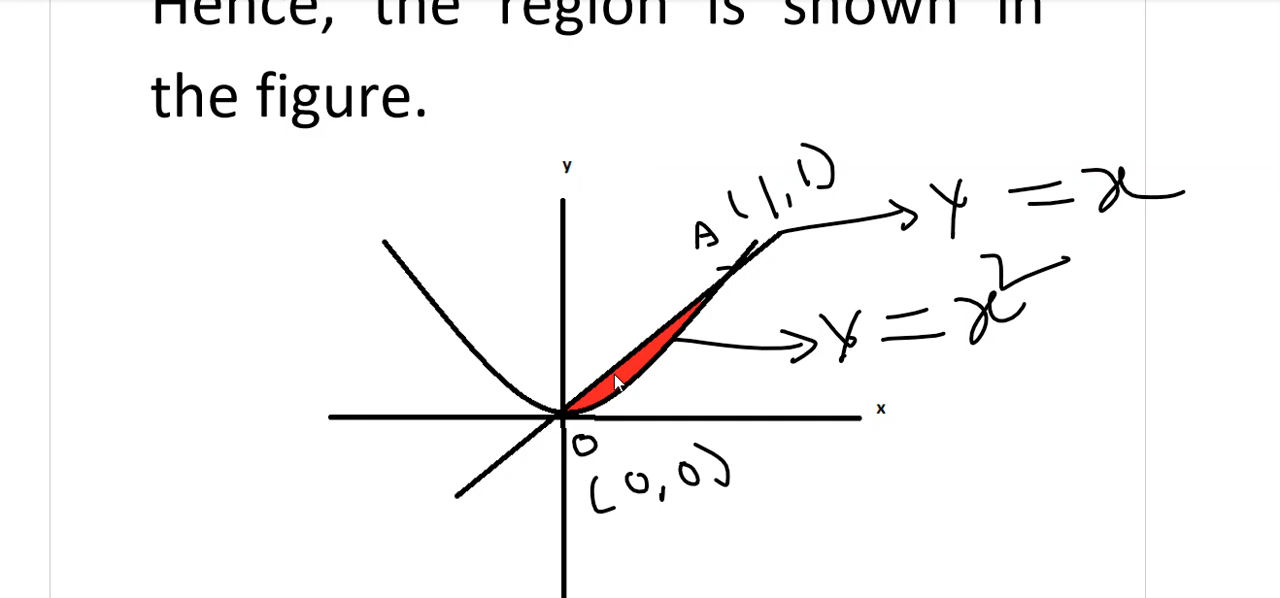 Hence, the region is shown in
the figure.
y
A (1,1)
Y = x
Y = x²
x
O
(0,0)